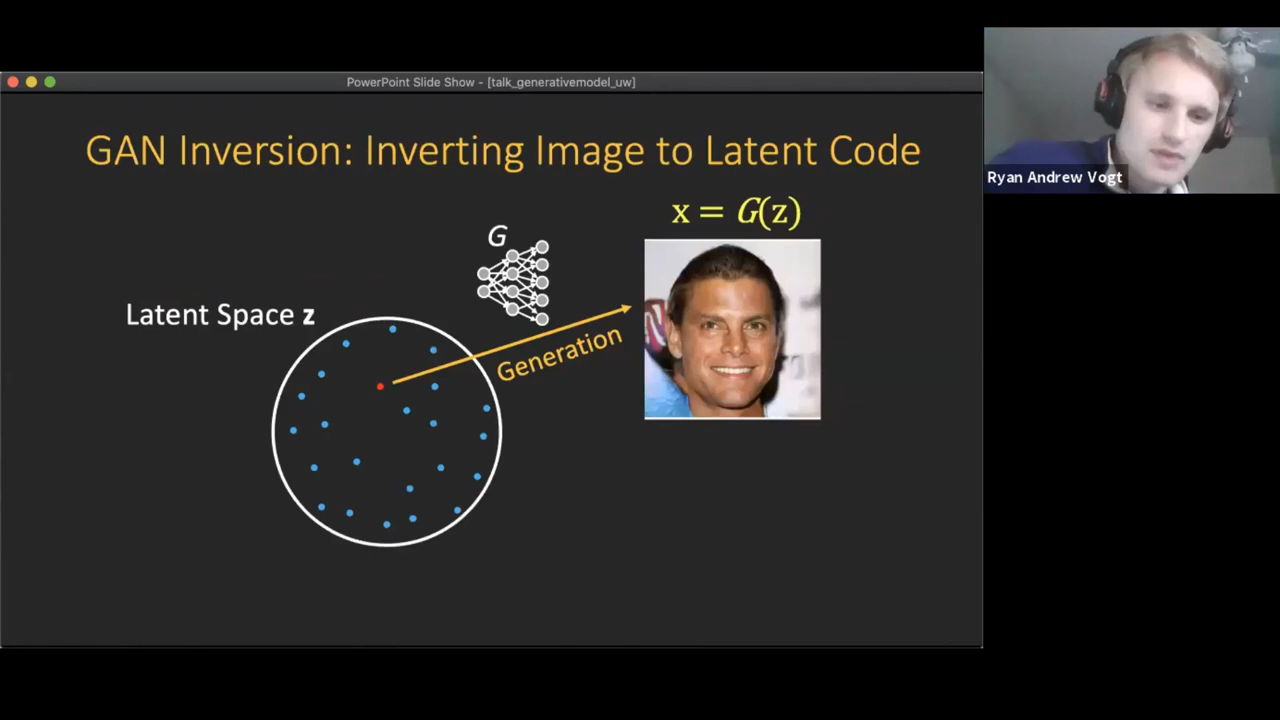 PowerPoint Slide Show - [talk_generativemodel_uw]
GAN Inversion: Inverting Image to Latent Code
Ryan Andrew Vogt
x = G(z)
G
Latent Space z
Generation